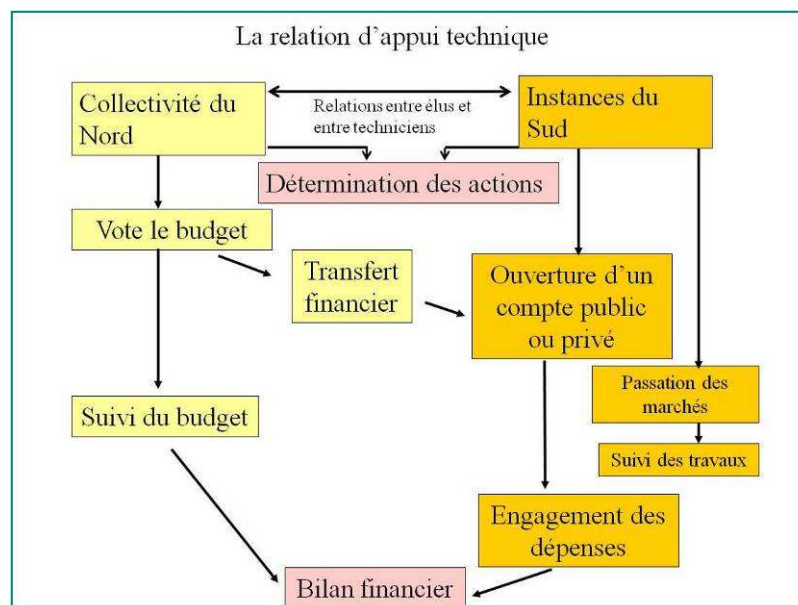 La relation d'appui technique
Collectivité du
Nord
Relations entre élus et
entre techniciens
Instances du
Sud
Détermination des actions
Vote le budget
Transfert
financier
Ouverture d'un
compte public
ou privé
Passation des
marchés
Suivi du budget
Suivi des travaux
Engagement des
dépenses
Bilan financier